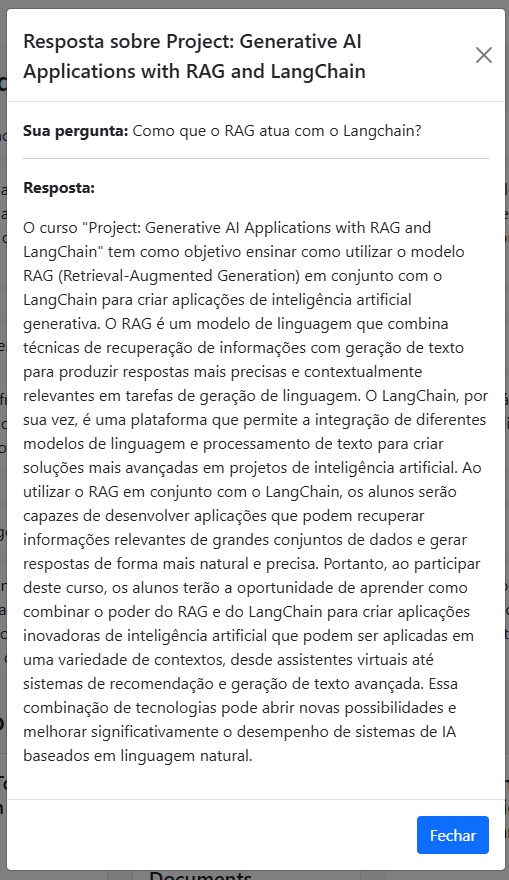 Resposta sobre Project: Generative AI
Applications with RAG and LangChain
Sua pergunta: Como que o RAG atua com o Langchain?
Resposta:
O curso "Project: Generative AI Applications with RAG and
LangChain" tem como objetivo ensinar como utilizar o modelo
RAG (Retrieval-Augmented Generation) em conjunto com o
LangChain para criar aplicações de inteligência artificial
generativa. O RAG é um modelo de linguagem que combina
técnicas de recuperação de informações com geração de texto
para produzir respostas mais precisas e contextualmente
relevantes em tarefas de geração de linguagem. O LangChain, por
sua vez, é uma plataforma que permite a integração de diferentes
modelos de linguagem e processamento de texto para criar
soluções mais avançadas em projetos de inteligência artificial. Ao
utilizar o RAG em conjunto com o LangChain, os alunos serão
capazes de desenvolver aplicações que podem recuperar
informações relevantes de grandes conjuntos de dados e gerar
respostas de forma mais natural e precisa. Portanto, ao participar
deste curso, os alunos terão a oportunidade de aprender como
combinar o poder do RAG e do LangChain para criar aplicações
inovadoras de inteligência artificial que podem ser aplicadas em
uma variedade de contextos, desde assistentes virtuais até
sistemas de recomendação e geração de texto avançada. Essa
combinação de tecnologias pode abrir novas possibilidades e
melhorar significativamente o desempenho de sistemas de IA
baseados em linguagem natural.
Fechar
Documents